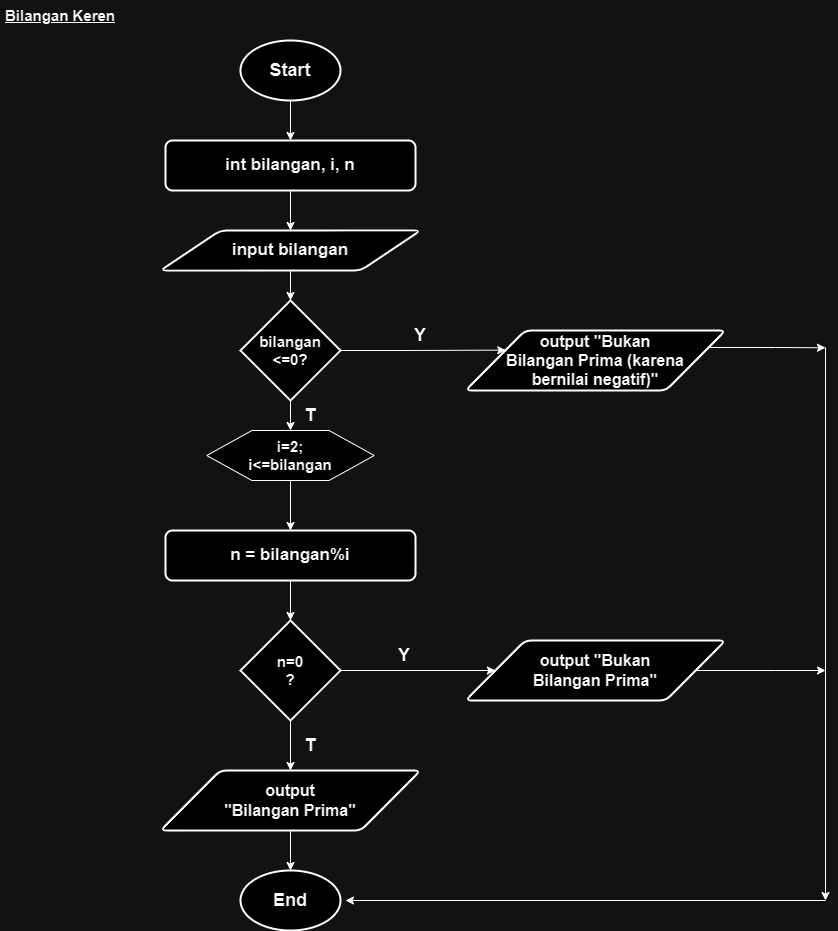 Bilangan Keren
Start
int bilangan, i, n
input bilangan
bilangan
<=0?
Y
output "Bukan
Bilangan Prima (karena
bernilai negatif)"
T
i=2;
i<=bilangan
n = bilangan%i
n=0
?
Y
output "Bukan
Bilangan Prima"
T
output
"Bilangan Prima"
End